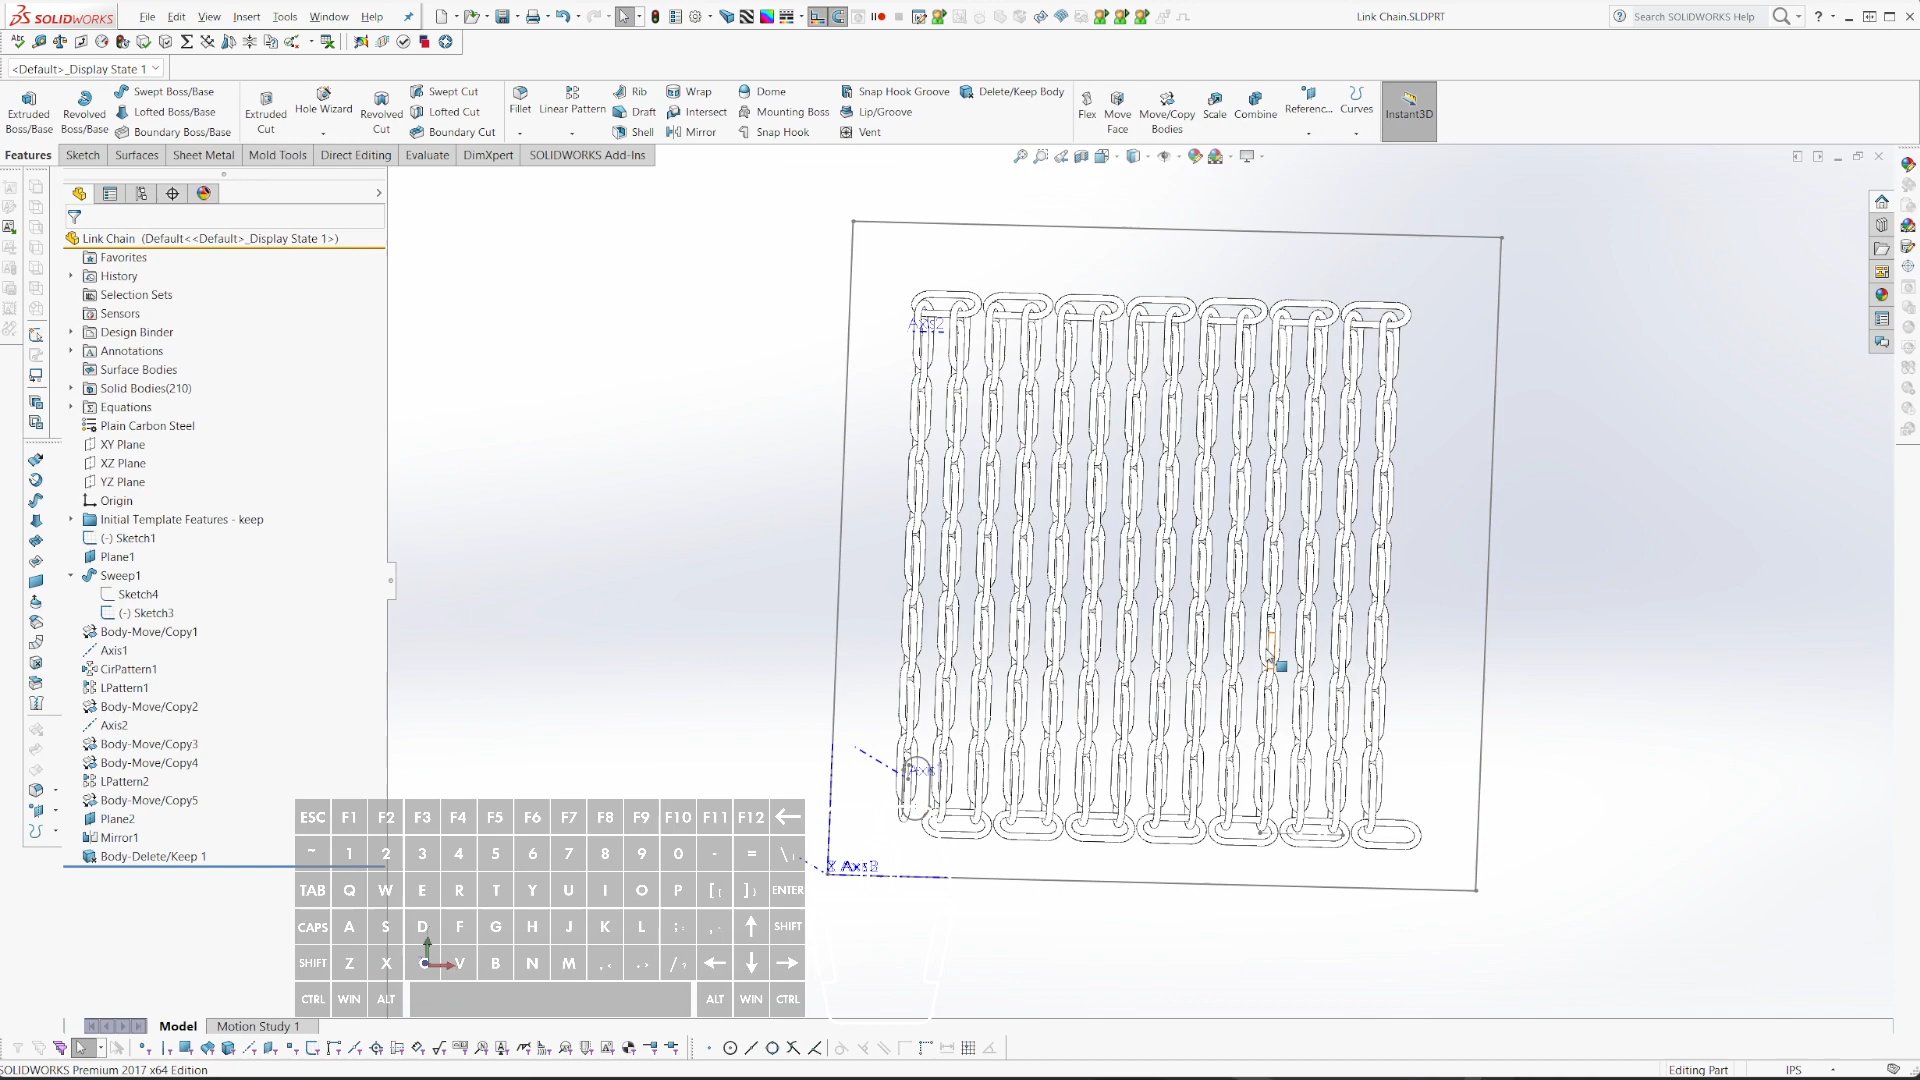 SOLIDWORKS File Edit View Insert Tools Window Help Link Chain.SLDPRT Search SOLIDWORKS Help
<Default>_Display State 1
Extruded Boss/Base
Revolved Boss/Base
Swept Boss/Base
Lofted Boss/Base
Boundary Boss/Base
Extruded Cut
Hole Wizard
Revolved Cut
Swept Cut
Lofted Cut
Boundary Cut
Fillet
Linear Pattern
Rib
Draft
Shell
Wrap
Intersect
Mirror
Dome
Mounting Boss
Snap Hook
Snap Hook Groove
Lip/Groove
Vent
Delete/Keep Body
Flex
Move Face
Move/Copy Bodies
Scale
Combine
Referenc...
Curves
Instant3D
Features Sketch Surfaces Sheet Metal Mold Tools Direct Editing Evaluate DimXpert SOLIDWORKS Add-Ins
Link Chain (Default<<Default>_Display State 1>)
Favorites
History
Selection Sets
Sensors
Design Binder
Annotations
Surface Bodies
Solid Bodies(210)
Equations
Plain Carbon Steel
XY Plane
XZ Plane
YZ Plane
Origin
Initial Template Features - keep
(-) Sketch1
Plane1
Sweep1
Sketch4
(-) Sketch3
Body-Move/Copy1
Axis1
CirPattern1
LPattern1
Body-Move/Copy2
Axis2
Body-Move/Copy3
Body-Move/Copy4
LPattern2
Body-Move/Copy5
Plane2
Mirror1
Body-Delete/Keep 1
Axis2
ESC F1 F2 F3 F4 F5 F6 F7 F8 F9 F10 F11 F12
~ 1 2 3 4 5 6 7 8 9 0 - = \
TAB Q W E R T Y U I O P [ ] ENTER
CAPS A S D F G H J K L ; SHIFT
SHIFT Z X C V B N M , . /
CTRL WIN ALT ALT WIN CTRL
Model Motion Study 1
SOLIDWORKS Premium 2017 x64 Edition Editing Part IPS